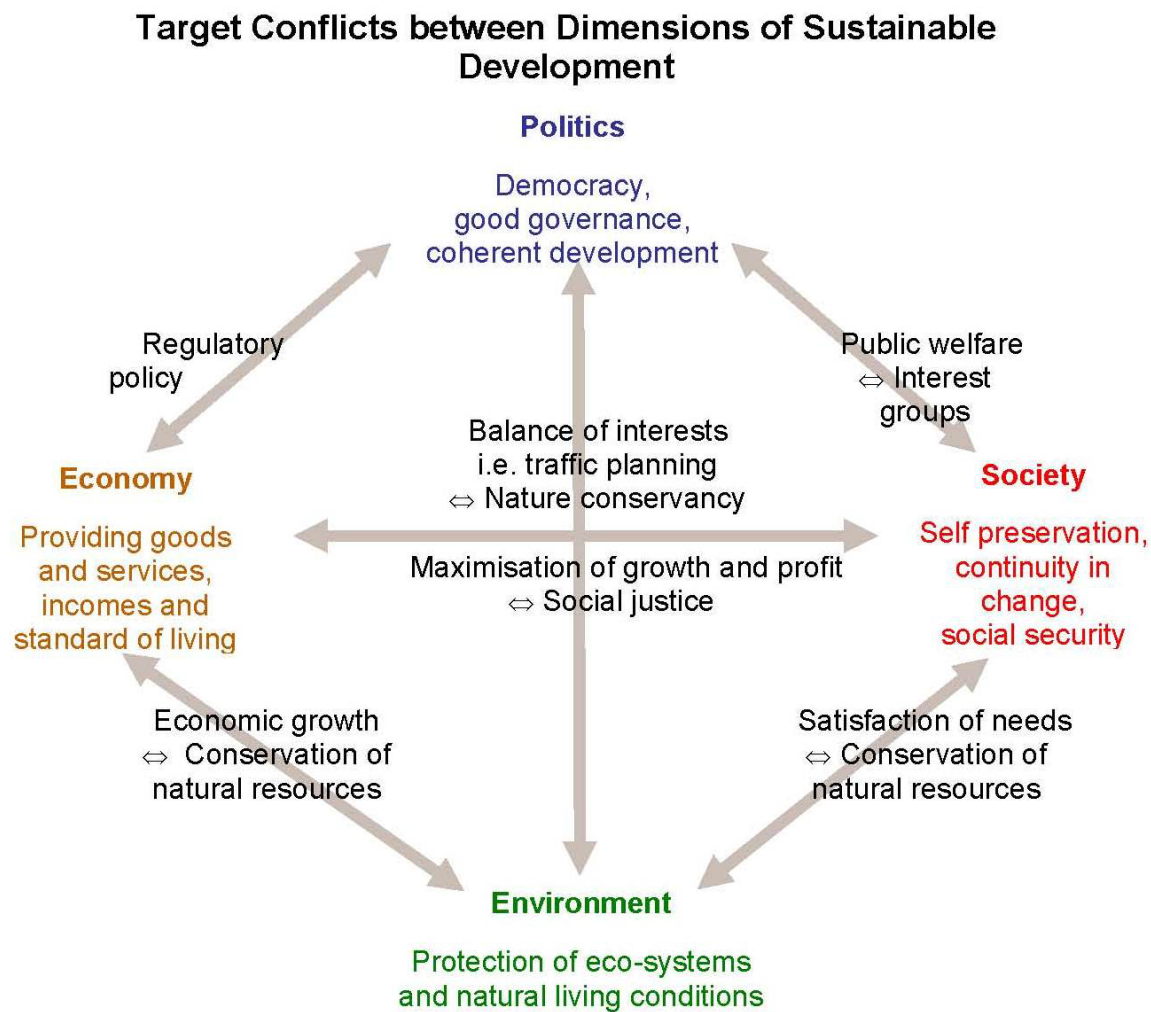 Target Conflicts between Dimensions of Sustainable
Development
Politics
Democracy,
good governance,
coherent development
Regulatory
policy
Public welfare
⇔ Interest
groups
Balance of interests
i.e. traffic planning
⇔ Nature conservancy
Economy
Providing goods
and services,
incomes and
standard of living
Society
Self preservation,
continuity in
change,
social security
Maximisation of growth and profit
⇔ Social justice
Economic growth
⇔ Conservation of
natural resources
Satisfaction of needs
⇔ Conservation of
natural resources
Environment
Protection of eco-systems
and natural living conditions